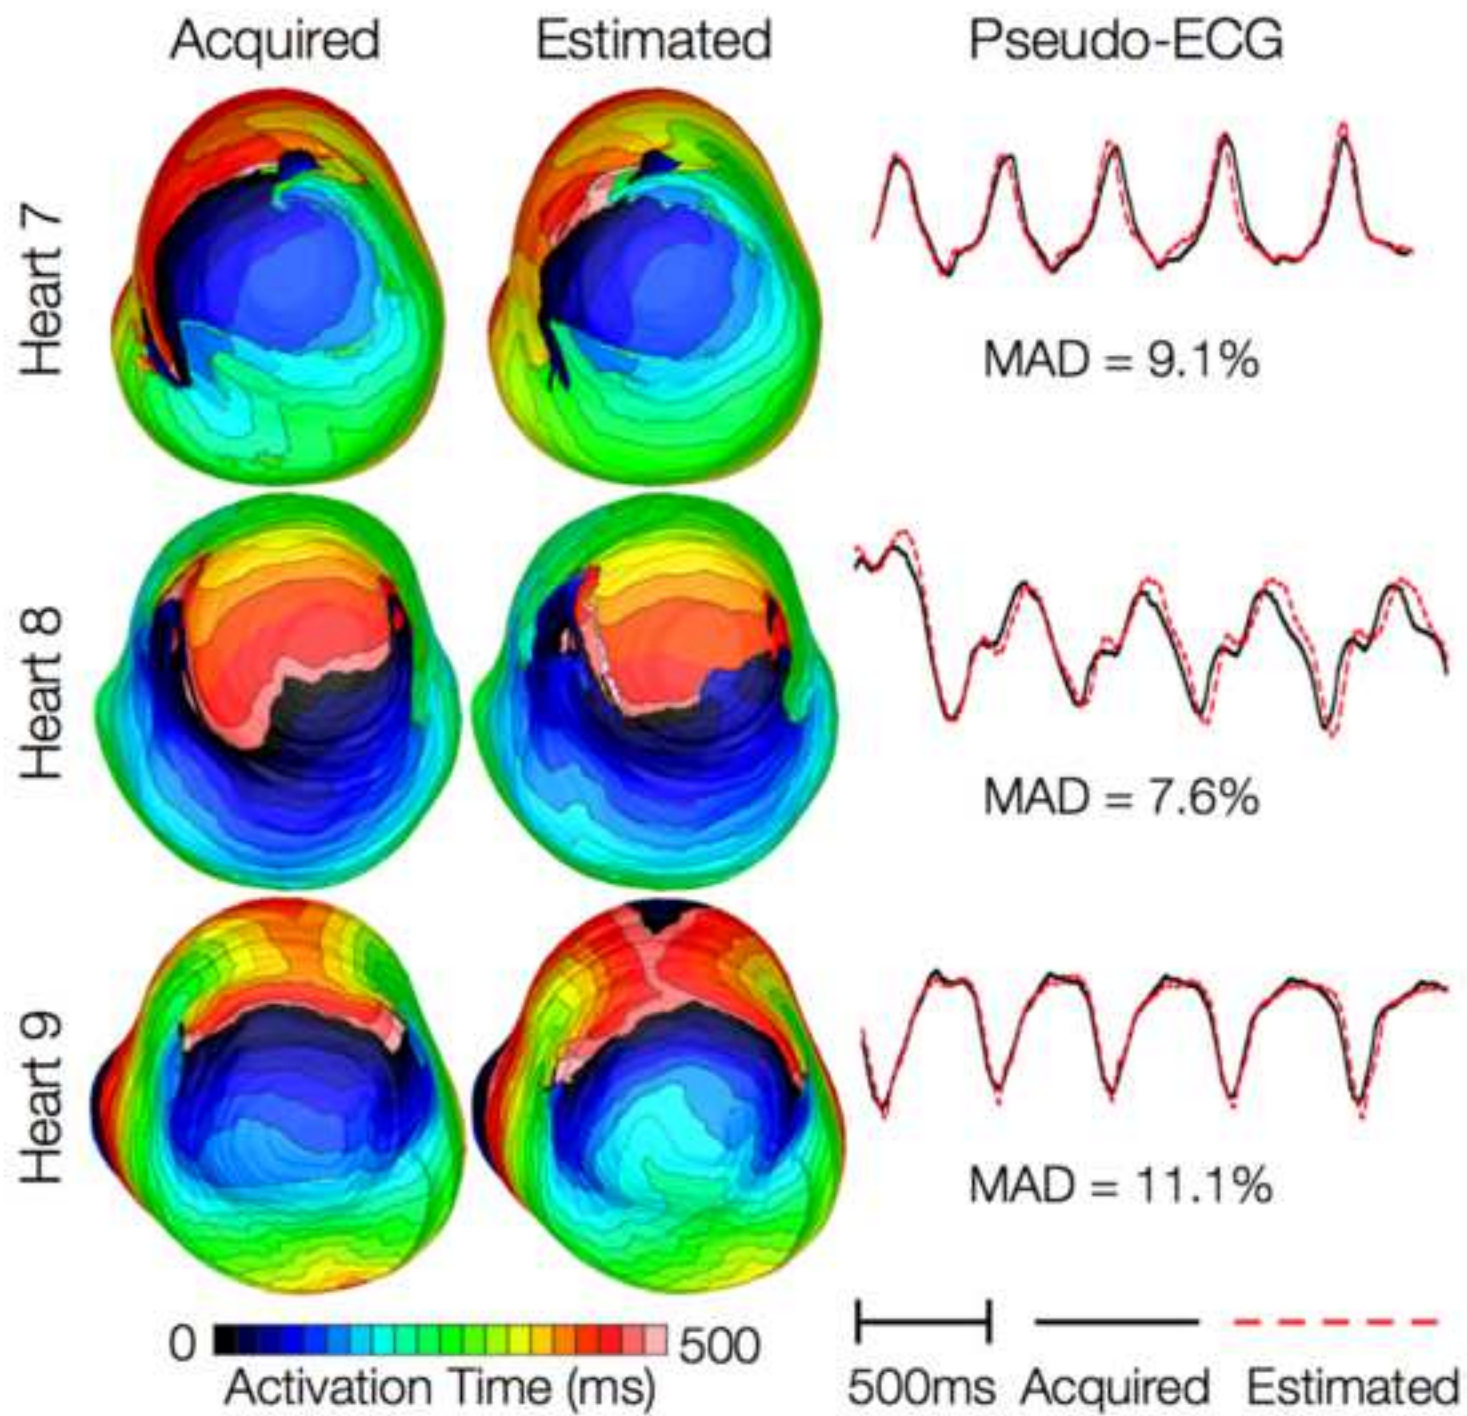 Acquired Estimated Pseudo-ECG
Heart 7
MAD = 9.1%
Heart 8
MAD = 7.6%
Heart 9
MAD = 11.1%
0 500
Activation Time (ms)
500ms Acquired Estimated